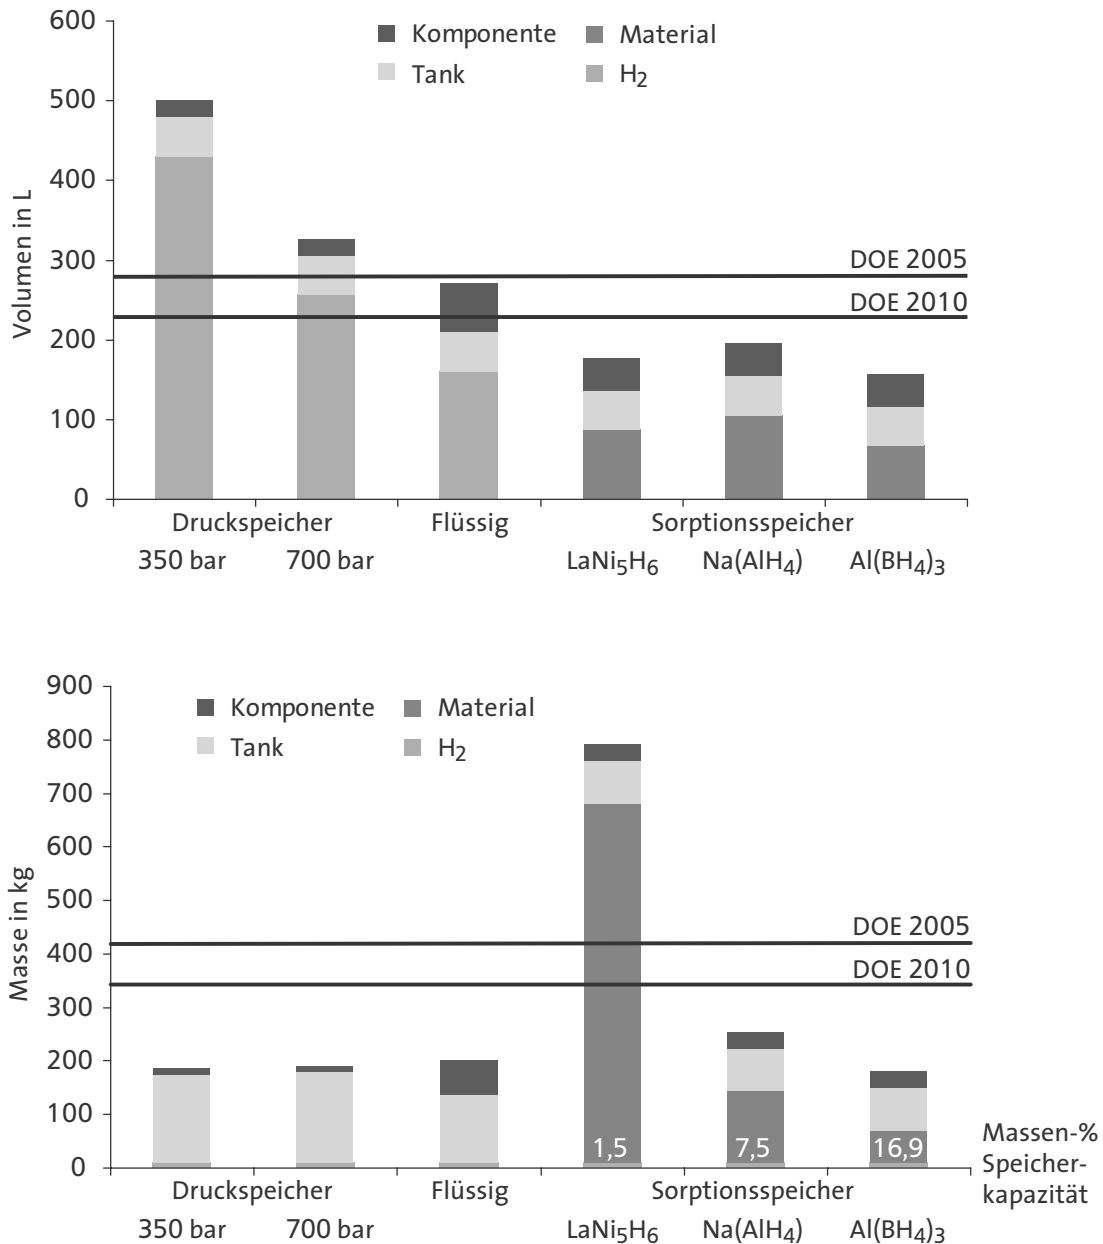 600
500
400
300
200
100
0
Volumen in L
Komponente Material
Tank H₂
DOE 2005
DOE 2010
Druckspeicher Flüssig Sorptionsspeicher
350 bar 700 bar LaNi₅H₆ Na(AlH₄) Al(BH₄)₃
900
800
700
600
500
400
300
200
100
0
Masse in kg
Komponente Material
Tank H₂
DOE 2005
DOE 2010
1,5 7,5 16,9
Massen-%
Speicher-
kapazität
Druckspeicher Flüssig Sorptionsspeicher
350 bar 700 bar LaNi₅H₆ Na(AlH₄) Al(BH₄)₃